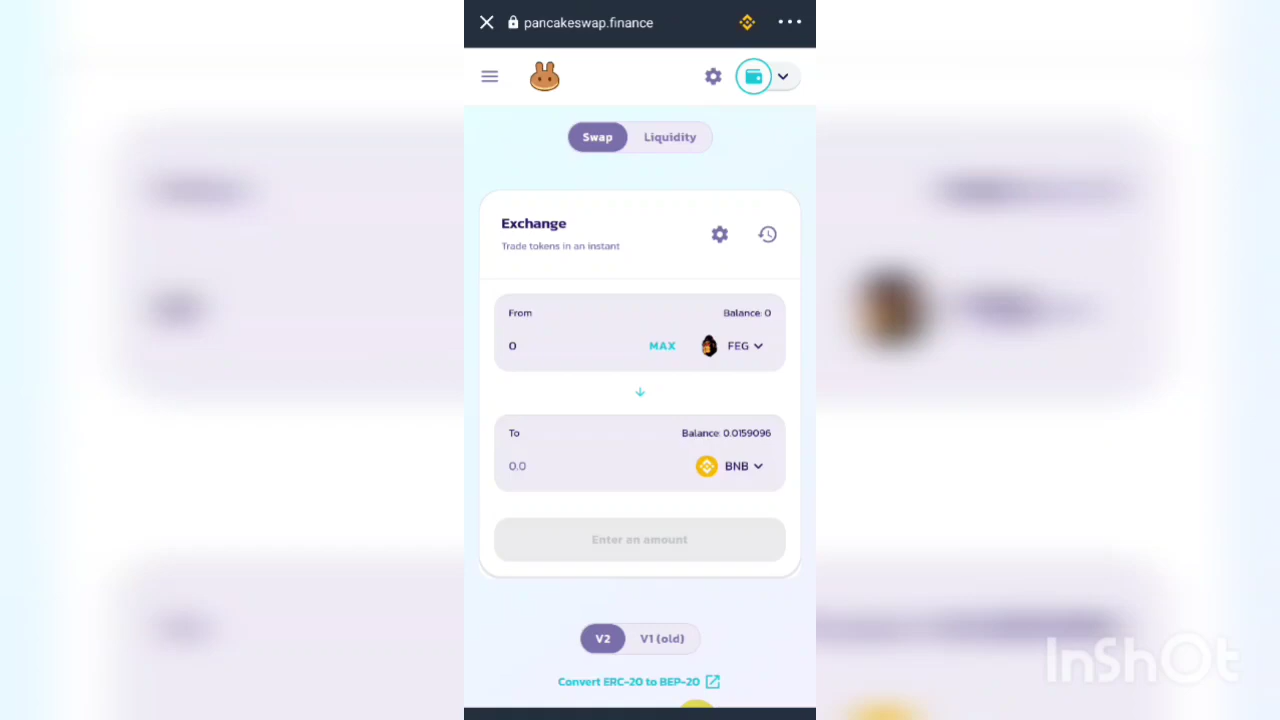 pancakeswap.finance
Swap
Liquidity
Exchange
Trade tokens in an instant
From
Balance: 0
0
MAX
FEG
To
Balance: 0.0159096
0.0
BNB
Enter an amount
V2
V1 (old)
Convert ERC-20 to BEP-20
InShOt